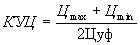 КУЦ = (Цmax + Цmin) / 2Цуф